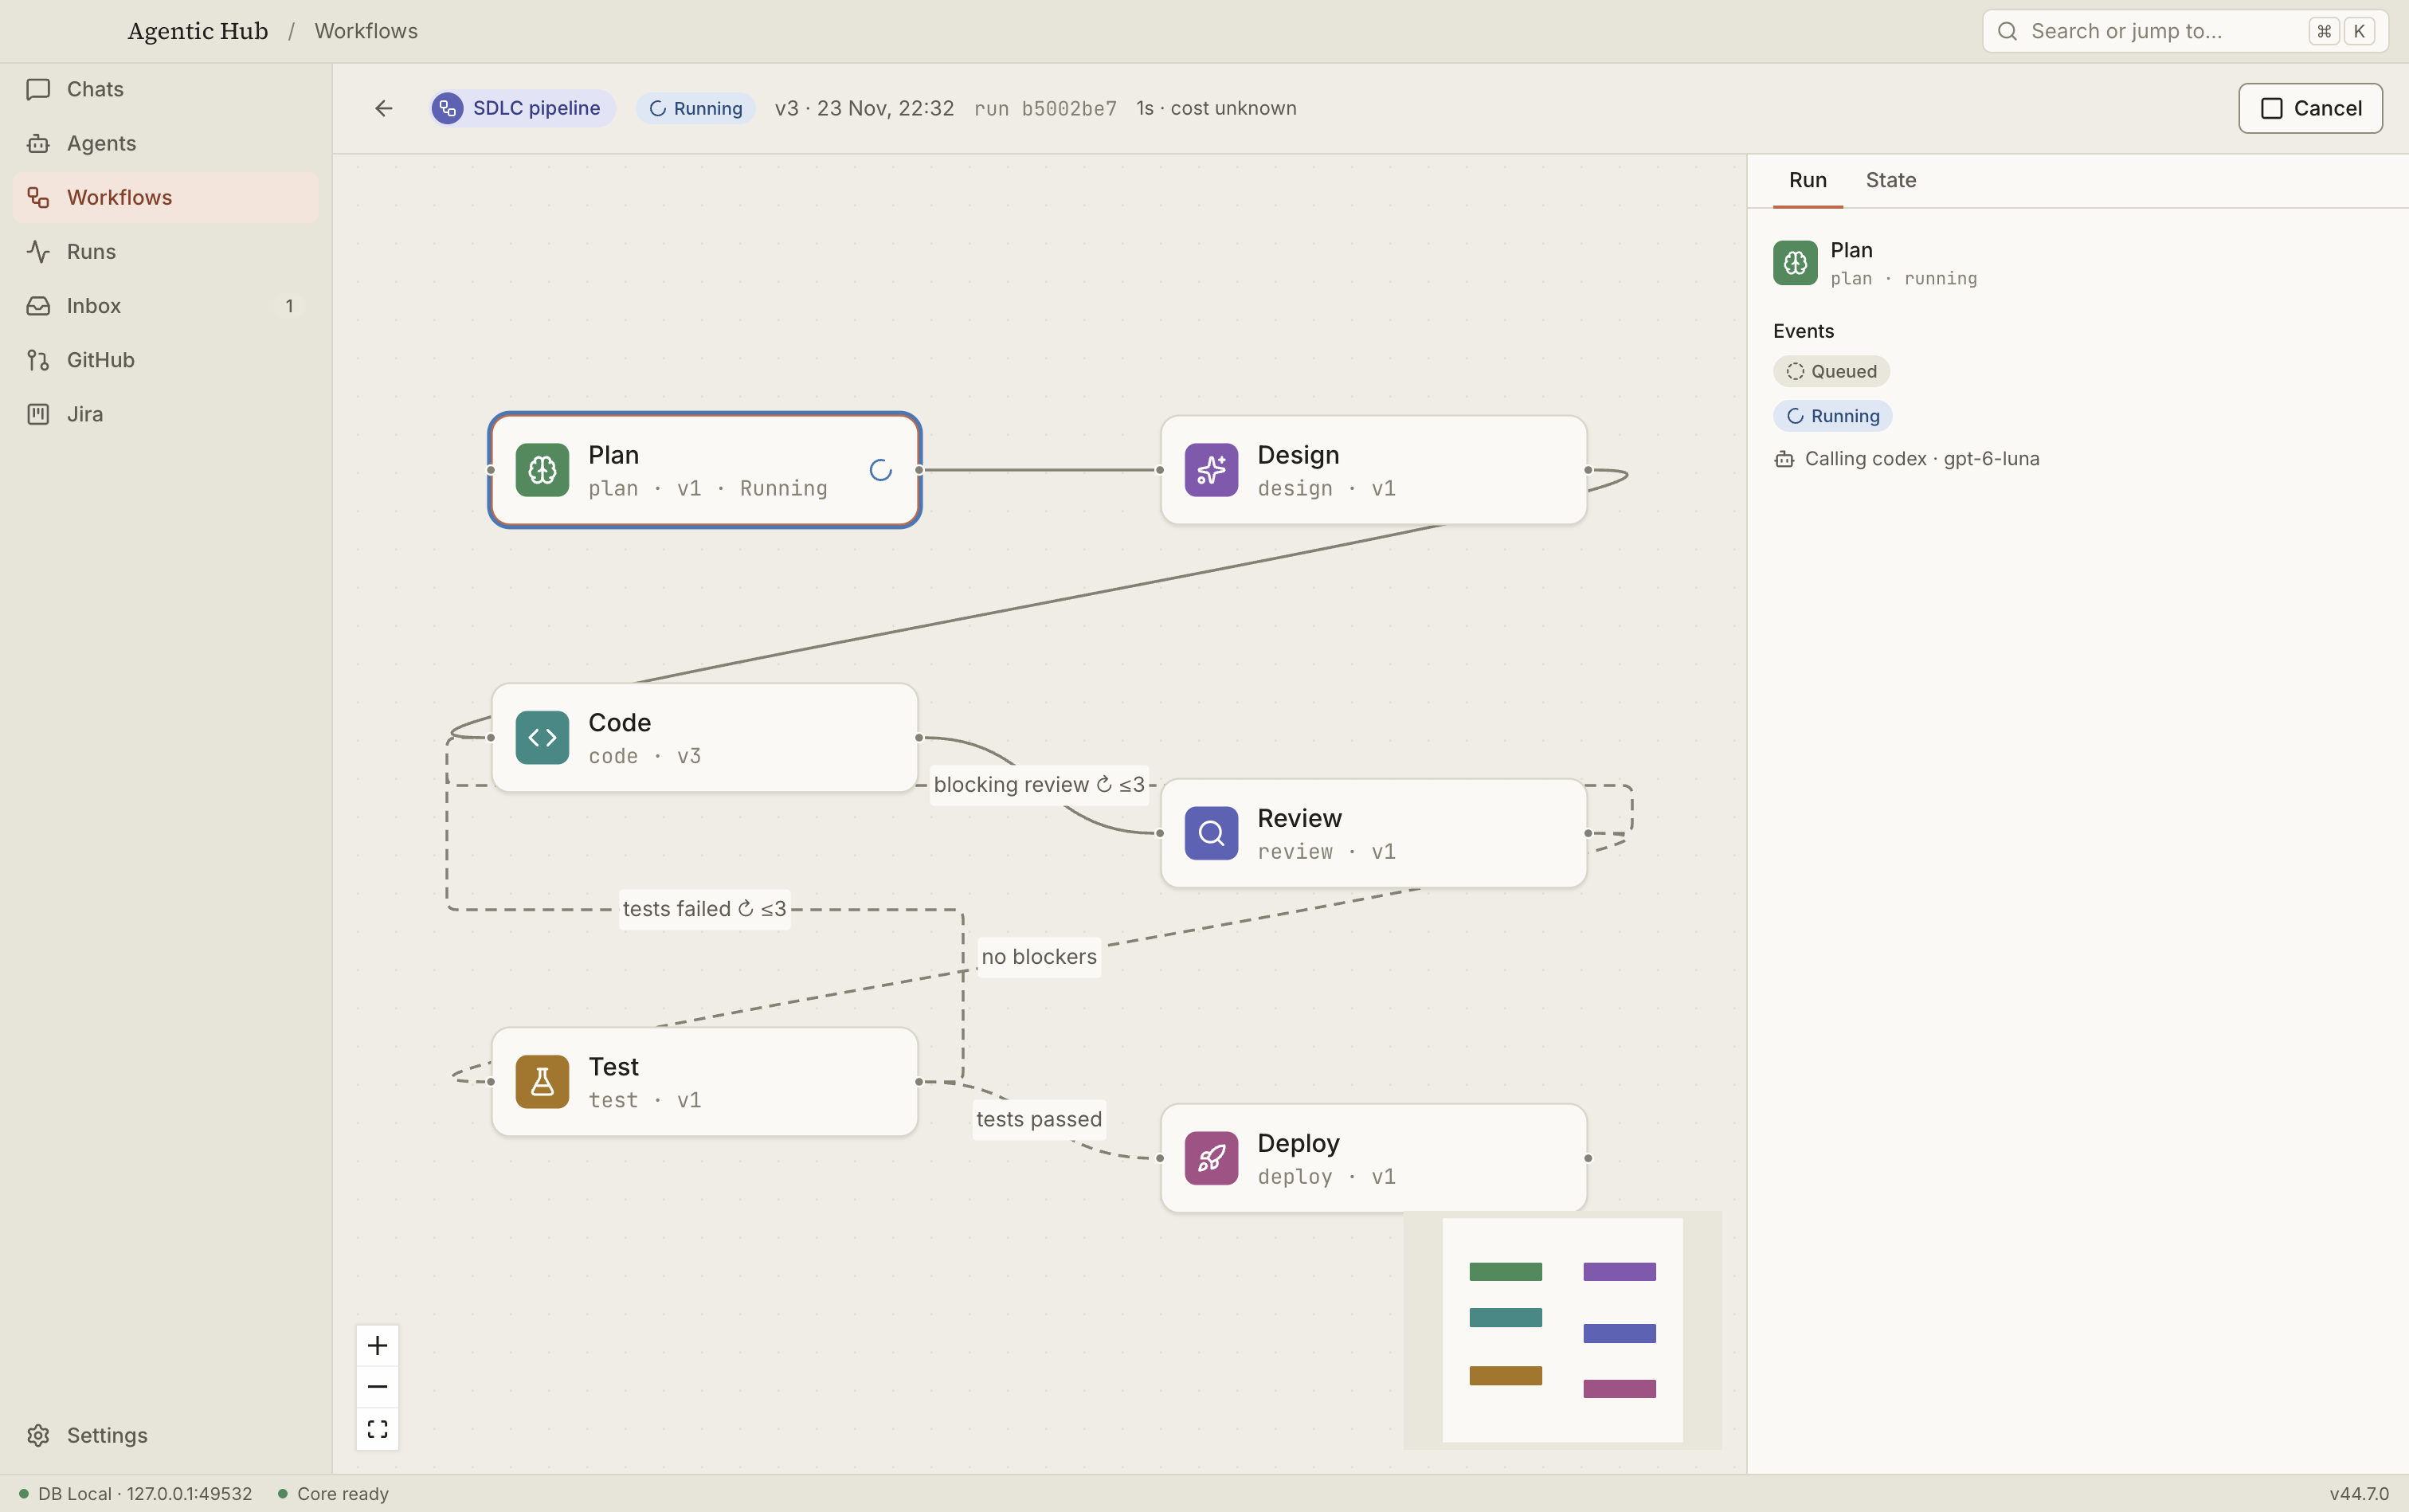 Agentic Hub / Workflows
Search or jump to... ⌘ K
Chats
Agents
Workflows
Runs
Inbox 1
GitHub
Jira
Settings
SDLC pipeline Running v3 · 23 Nov, 22:32 run b5002be7 1s · cost unknown
Cancel
Plan
plan · v1 · Running
Design
design · v1
Code
code · v3
blocking review ↻ ≤3
Review
review · v1
tests failed ↻ ≤3
no blockers
Test
test · v1
tests passed
Deploy
deploy · v1
Run State
Plan
plan · running
Events
Queued
Running
Calling codex · gpt-6-luna
DB Local · 127.0.0.1:49532 Core ready
v44.7.0